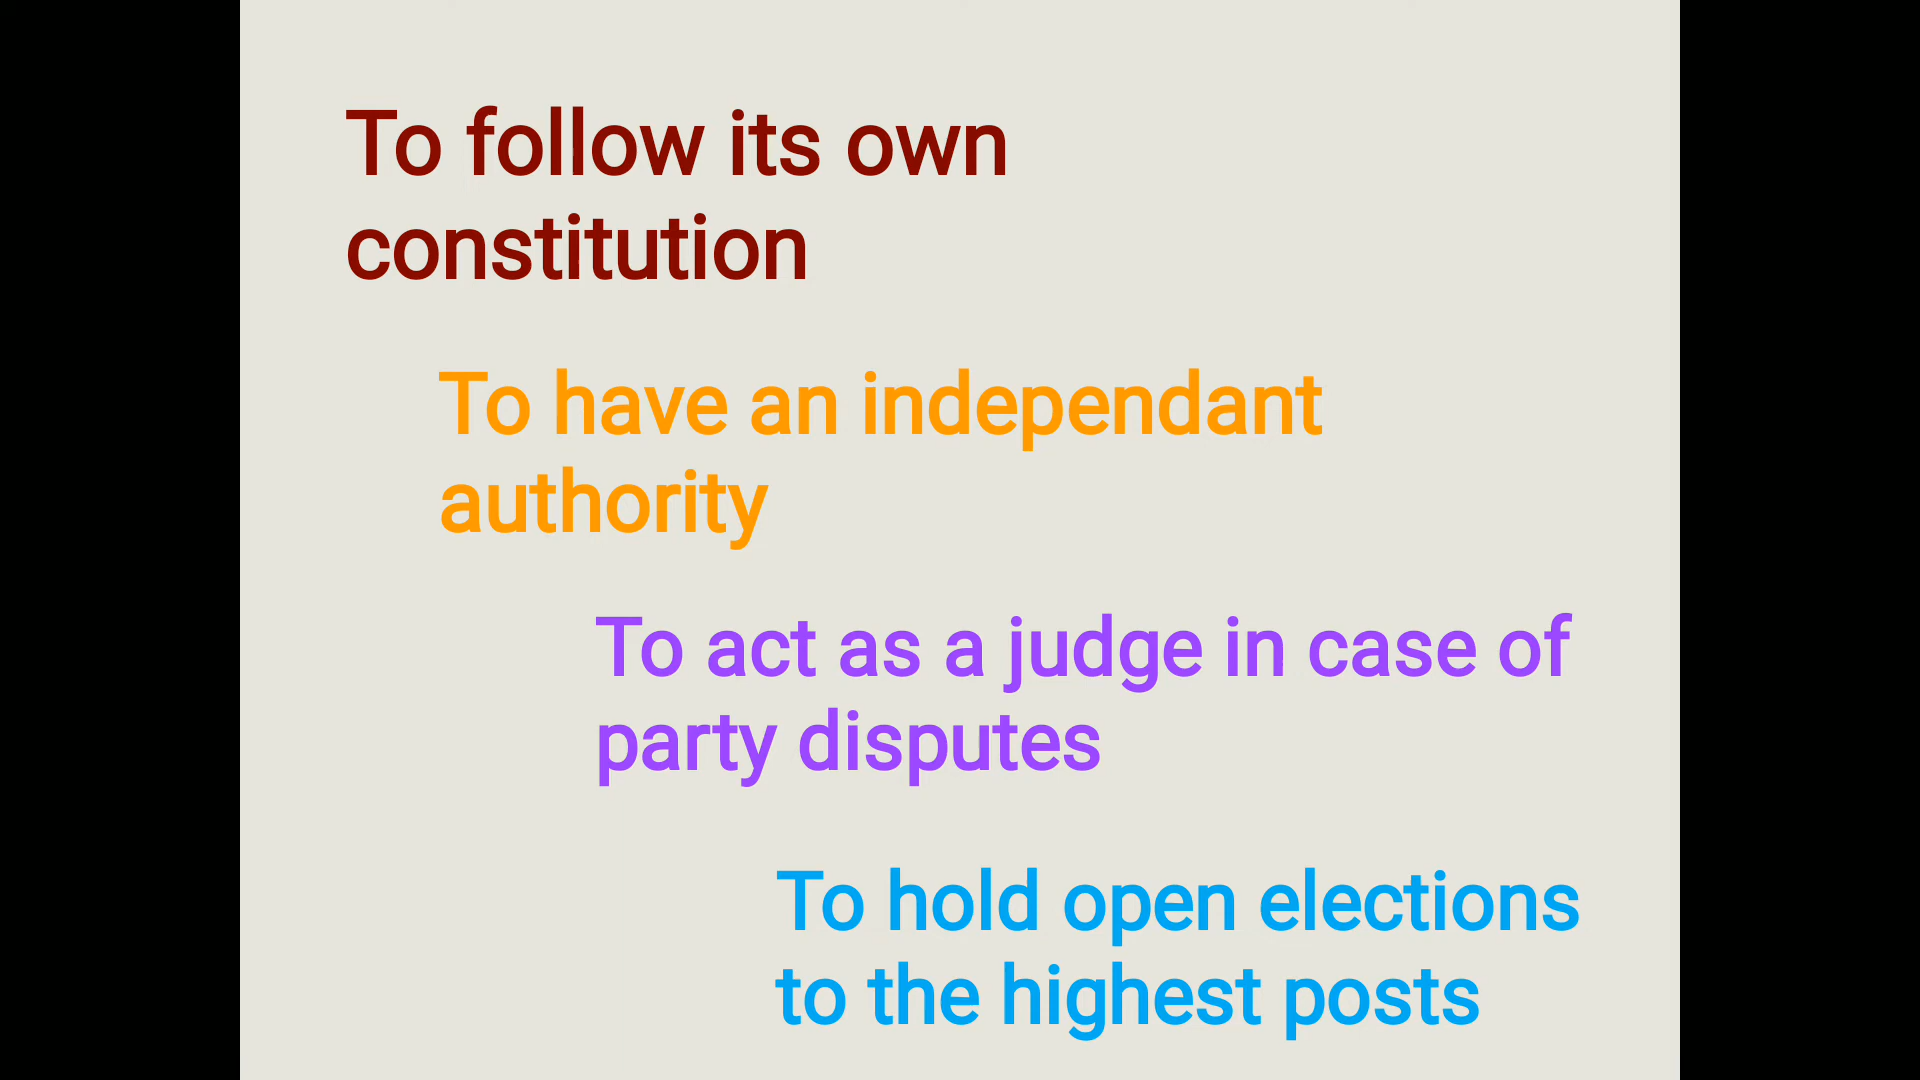 To follow its own
constitution
To have an independant
authority
To act as a judge in case of
party disputes
To hold open elections
to the highest posts